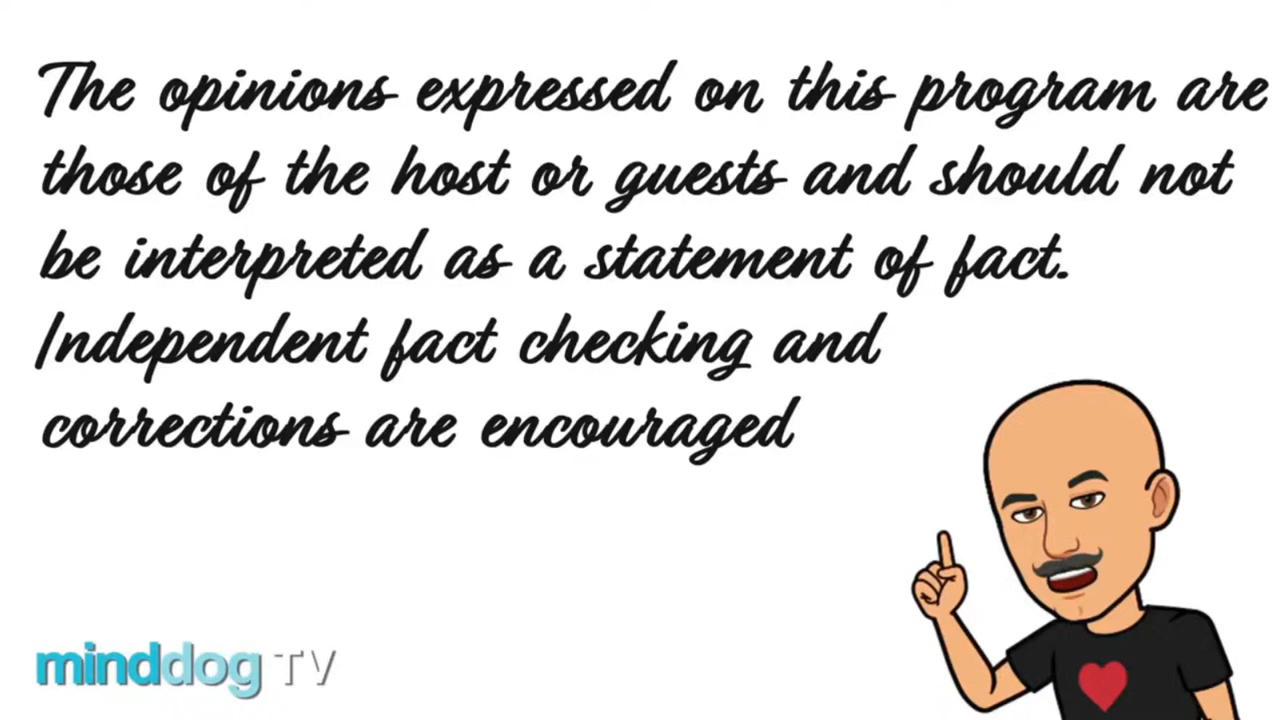 The opinions expressed on this program are
those of the host or guests and should not
be interpreted as a statement of fact.
Independent fact checking and
corrections are encouraged
minddog TV